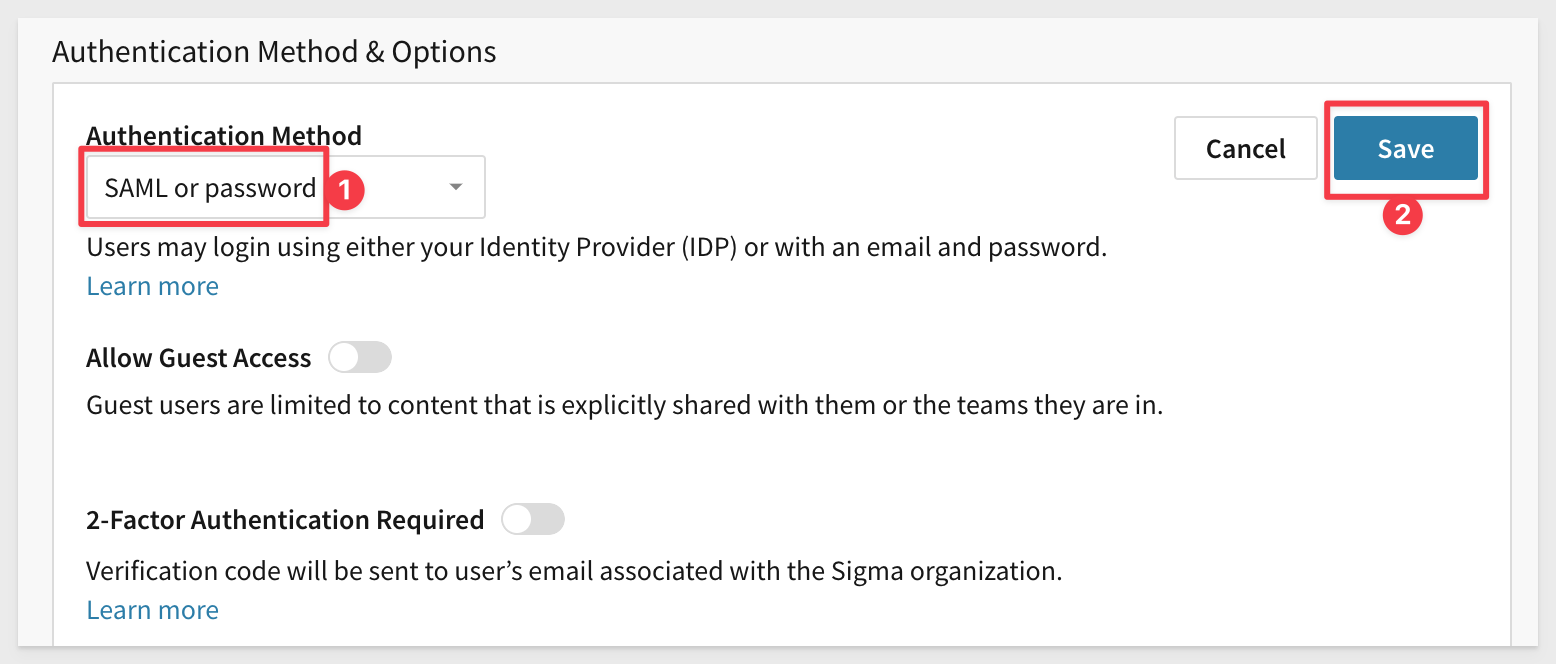 Authentication Method & Options
Authentication Method
Cancel
Save
SAML or password
1
2
Users may login using either your Identity Provider (IDP) or with an email and password.
Learn more
Allow Guest Access
Guest users are limited to content that is explicitly shared with them or the teams they are in.
2-Factor Authentication Required
Verification code will be sent to user’s email associated with the Sigma organization.
Learn more